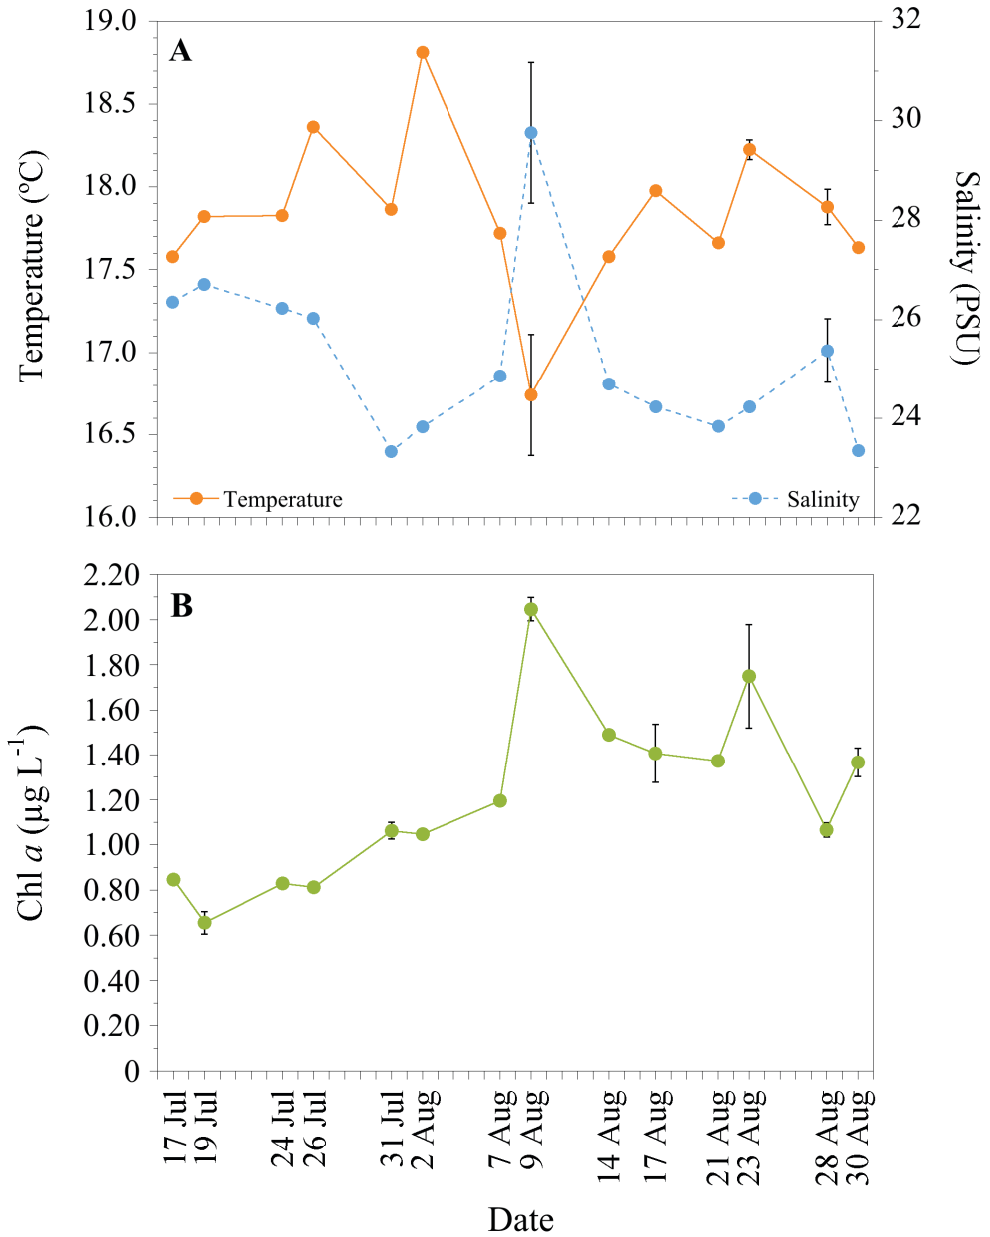 A
19.0
18.5
18.0
17.5
17.0
16.5
16.0
Temperature (ºC)
32
30
28
26
24
22
Salinity (PSU)
Temperature
Salinity
B
2.20
2.00
1.80
1.60
1.40
1.20
1.00
0.80
0.60
0.40
0.20
0
Chl a (µg L-1)
17 Jul
19 Jul
24 Jul
26 Jul
31 Jul
2 Aug
7 Aug
9 Aug
14 Aug
17 Aug
21 Aug
23 Aug
28 Aug
30 Aug
Date